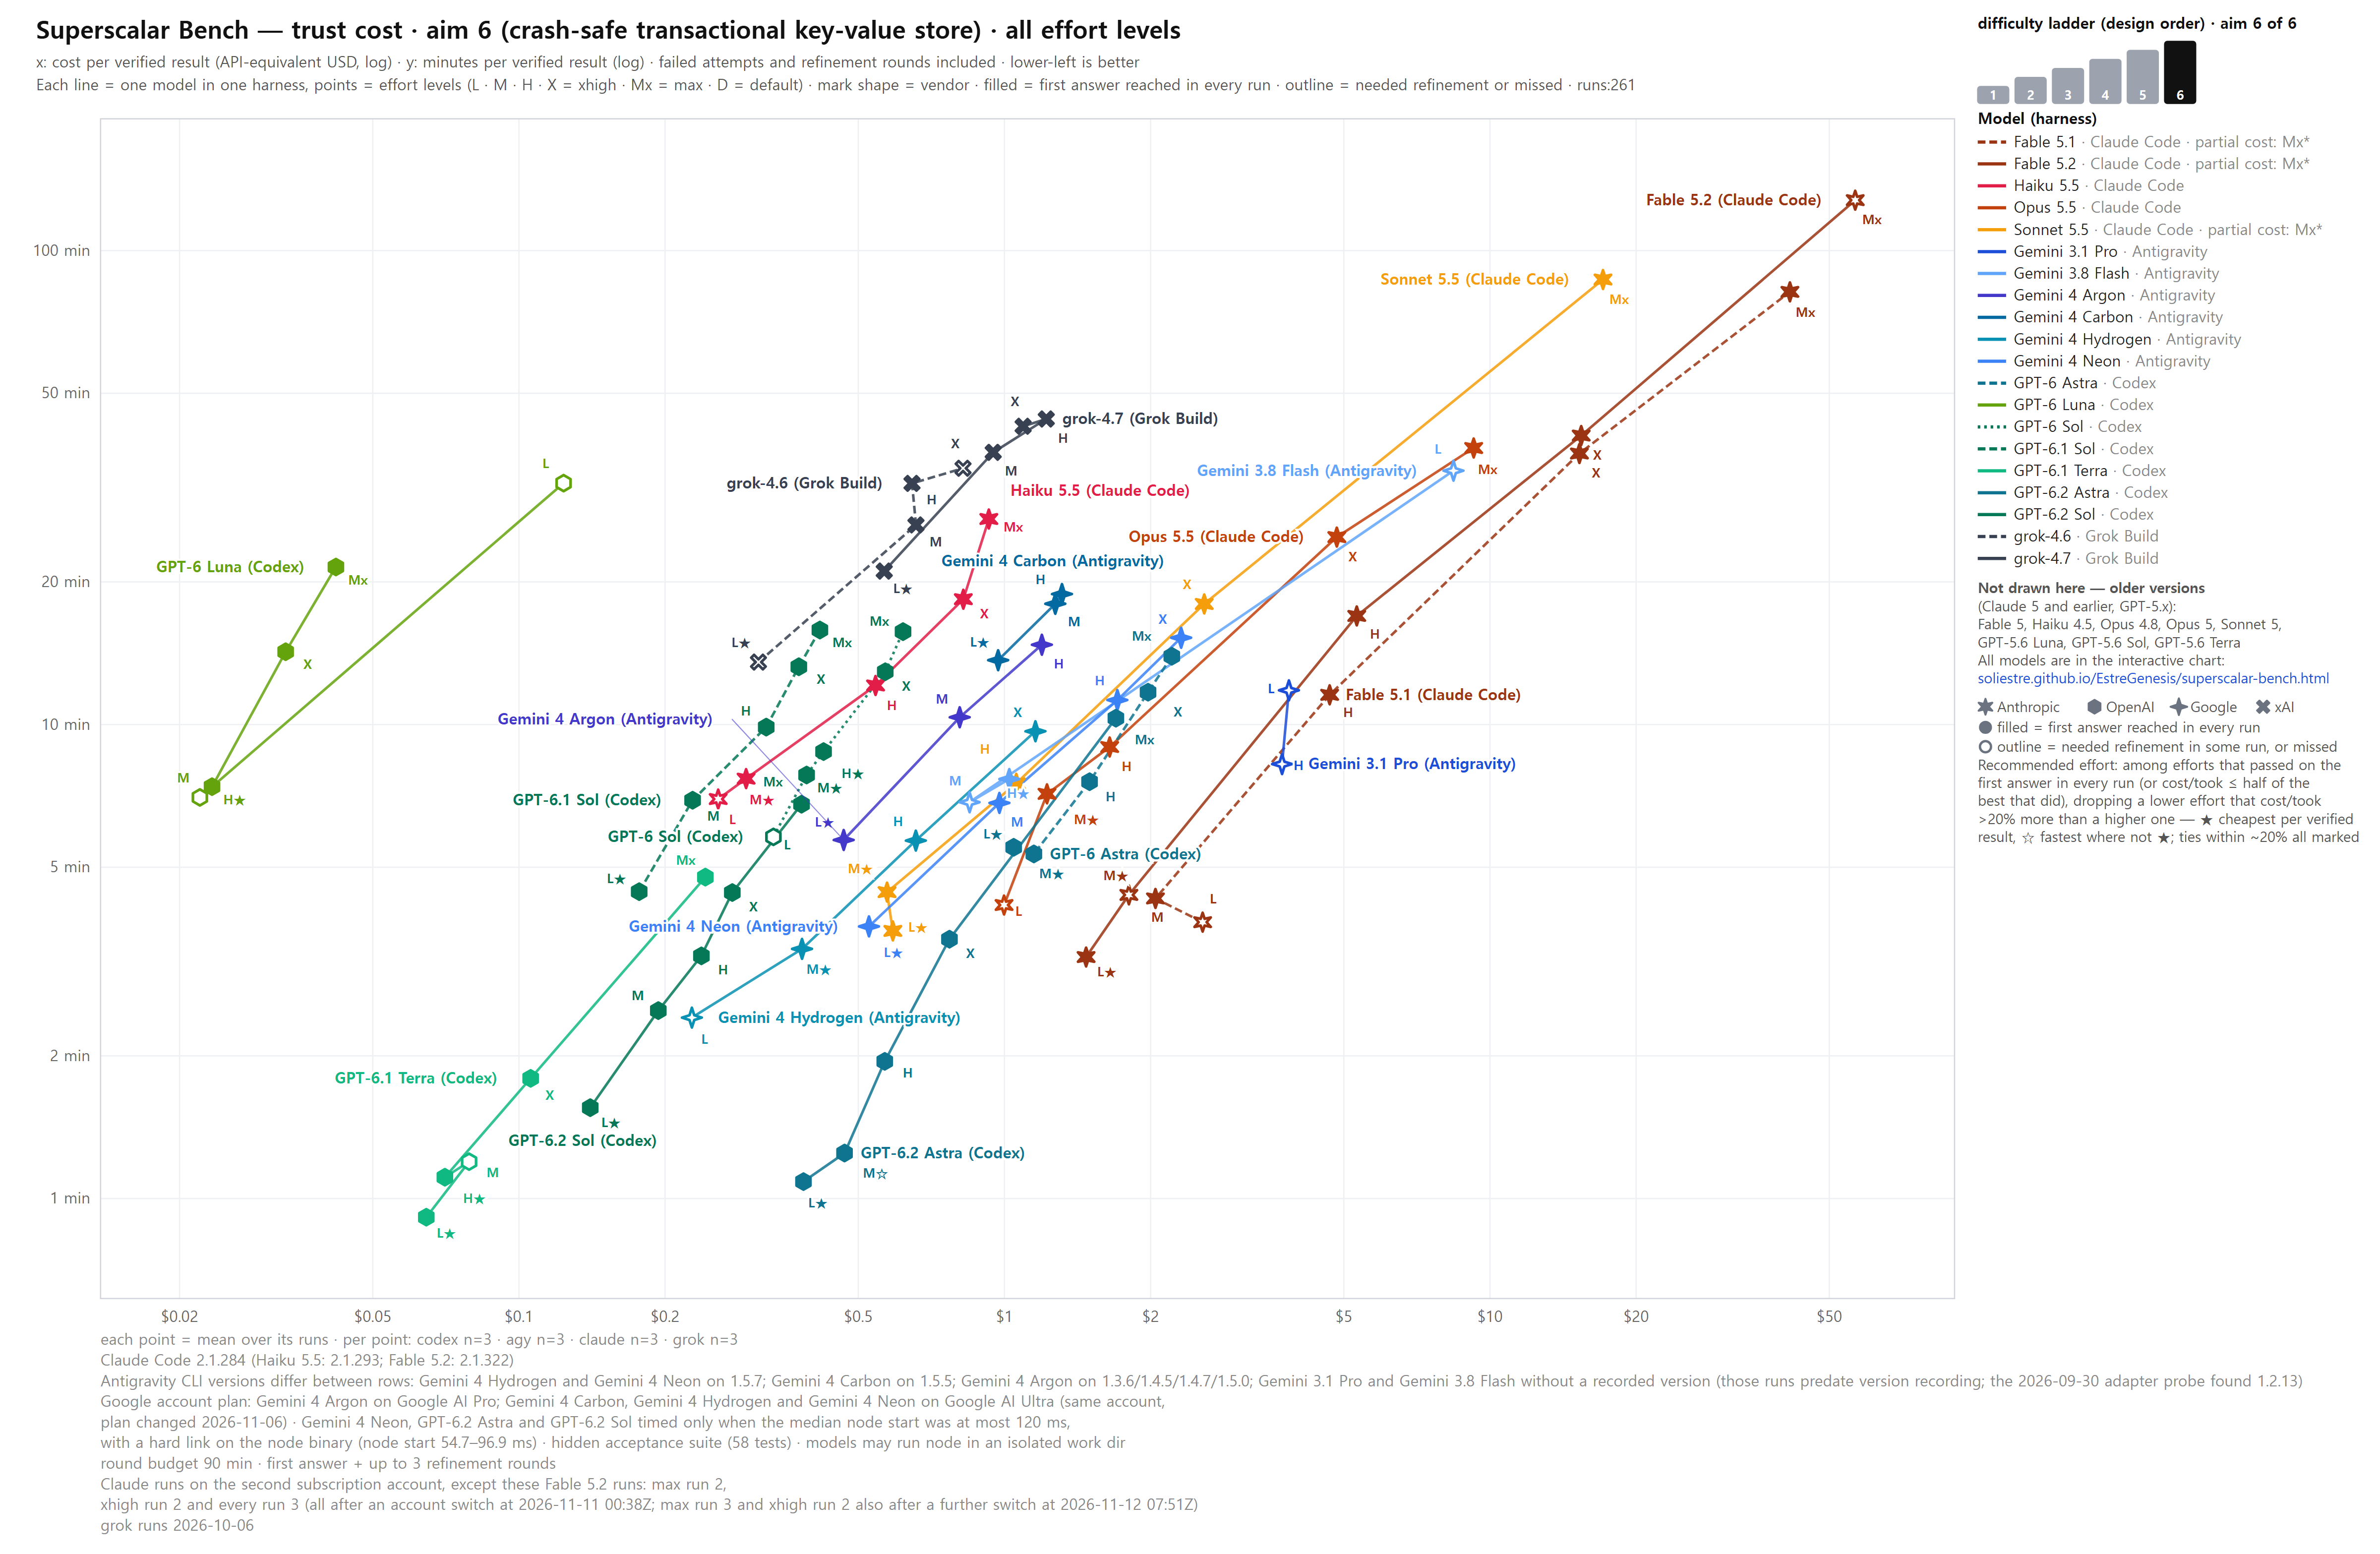 Superscalar Bench — trust cost · aim 6 (crash-safe transactional key-value store) · all effort levels
x: cost per verified result (API-equivalent USD, log) · y: minutes per verified result (log) · failed attempts and refinement rounds included · lower-left is better
Each line = one model in one harness, points = effort levels (L · M · H · X = xhigh · Mx = max · D = default) · mark shape = vendor · filled = first answer reached in every run · outline = needed refinement or missed · runs:261
difficulty ladder (design order) · aim 6 of 6
1 2 3 4 5 6
Model (harness)
Fable 5.1 · Claude Code · partial cost: Mx*
Fable 5.2 · Claude Code · partial cost: Mx*
Haiku 5.5 · Claude Code
Opus 5.5 · Claude Code
Sonnet 5.5 · Claude Code · partial cost: Mx*
Gemini 3.1 Pro · Antigravity
Gemini 3.8 Flash · Antigravity
Gemini 4 Argon · Antigravity
Gemini 4 Carbon · Antigravity
Gemini 4 Hydrogen · Antigravity
Gemini 4 Neon · Antigravity
GPT-6 Astra · Codex
GPT-6 Luna · Codex
GPT-6 Sol · Codex
GPT-6.1 Sol · Codex
GPT-6.1 Terra · Codex
GPT-6.2 Astra · Codex
GPT-6.2 Sol · Codex
grok-4.6 · Grok Build
grok-4.7 · Grok Build
Not drawn here — older versions
(Claude 5 and earlier, GPT-5.x):
Fable 5, Haiku 4.5, Opus 4.8, Opus 5, Sonnet 5,
GPT-5.6 Luna, GPT-5.6 Sol, GPT-5.6 Terra
All models are in the interactive chart:
soliestre.github.io/EstreGenesis/superscalar-bench.html
Anthropic OpenAI Google xAI
filled = first answer reached in every run
outline = needed refinement in some run, or missed
Recommended effort: among efforts that passed on the
first answer in every run (or cost/took ≤ half of the
best that did), dropping a lower effort that cost/took
>20% more than a higher one — ★ cheapest per verified
result, ☆ fastest where not ★; ties within ~20% all marked
100 min
50 min
20 min
10 min
5 min
2 min
1 min
Fable 5.2 (Claude Code)
Mx
Sonnet 5.5 (Claude Code)
Mx
Mx
X
grok-4.7 (Grok Build)
H
X
M
L
Gemini 3.8 Flash (Antigravity)
Mx
X
X
L
grok-4.6 (Grok Build)
H
Haiku 5.5 (Claude Code)
Mx
M
Opus 5.5 (Claude Code)
X
Gemini 4 Carbon (Antigravity)
GPT-6 Luna (Codex)
Mx
H
L★
X
X
M
X
Mx
Mx
Mx
H
L★
L★
X
H
H
X
X
M
H
H
Fable 5.1 (Claude Code)
L
H
Gemini 4 Argon (Antigravity)
H
X
X
Mx
H
H
Gemini 3.1 Pro (Antigravity)
H
M
H★
Mx
H★
M
M★
H★
H
GPT-6.1 Sol (Codex)
M★
M
L
L★
H
M
M★
GPT-6 Sol (Codex)
L
L★
GPT-6 Astra (Codex)
Mx
M★
M★
M★
L★
X
L
L
M
Gemini 4 Neon (Antigravity)
L★
L★
X
H
M★
L★
M
Gemini 4 Hydrogen (Antigravity)
L
GPT-6.1 Terra (Codex)
X
H
L★
GPT-6.2 Sol (Codex)
GPT-6.2 Astra (Codex)
M
M☆
H★
L★
L★
$0.02 $0.05 $0.1 $0.2 $0.5 $1 $2 $5 $10 $20 $50
each point = mean over its runs · per point: codex n=3 · agy n=3 · claude n=3 · grok n=3
Claude Code 2.1.284 (Haiku 5.5: 2.1.293; Fable 5.2: 2.1.322)
Antigravity CLI versions differ between rows: Gemini 4 Hydrogen and Gemini 4 Neon on 1.5.7; Gemini 4 Carbon on 1.5.5; Gemini 4 Argon on 1.3.6/1.4.5/1.4.7/1.5.0; Gemini 3.1 Pro and Gemini 3.8 Flash without a recorded version (those runs predate version recording; the 2026-09-30 adapter probe found 1.2.13)
Google account plan: Gemini 4 Argon on Google AI Pro; Gemini 4 Carbon, Gemini 4 Hydrogen and Gemini 4 Neon on Google AI Ultra (same account,
plan changed 2026-11-06) · Gemini 4 Neon, GPT-6.2 Astra and GPT-6.2 Sol timed only when the median node start was at most 120 ms,
with a hard link on the node binary (node start 54.7–96.9 ms) · hidden acceptance suite (58 tests) · models may run node in an isolated work dir
round budget 90 min · first answer + up to 3 refinement rounds
Claude runs on the second subscription account, except these Fable 5.2 runs: max run 2,
xhigh run 2 and every run 3 (all after an account switch at 2026-11-11 00:38Z; max run 3 and xhigh run 2 also after a further switch at 2026-11-12 07:51Z)
grok runs 2026-10-06